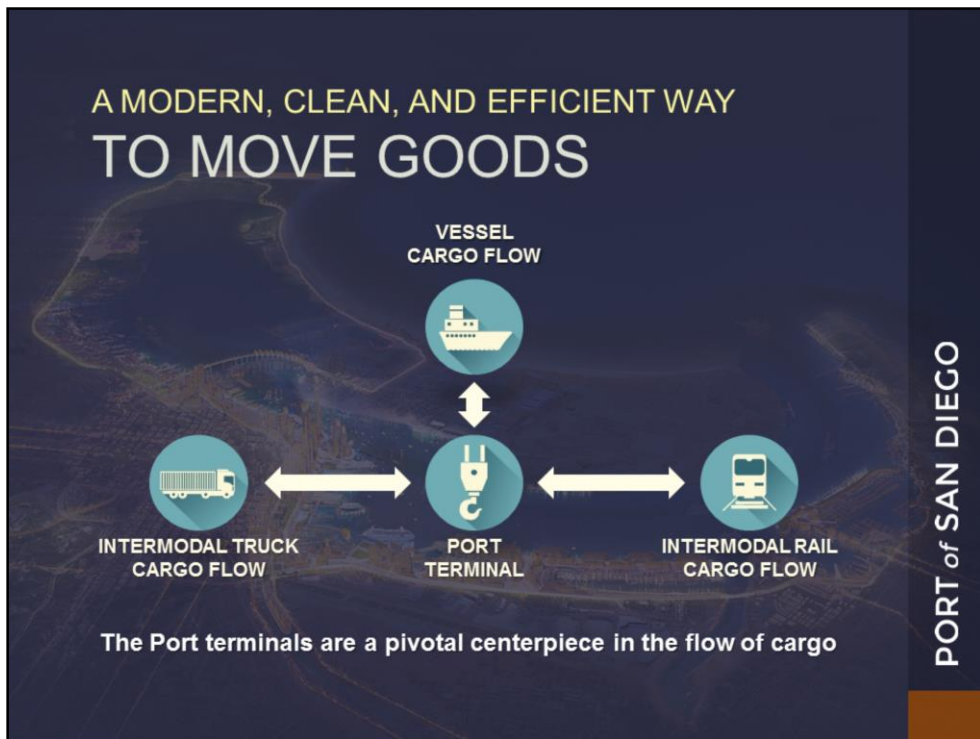 A MODERN, CLEAN, AND EFFICIENT WAY
TO MOVE GOODS
VESSEL
CARGO FLOW
INTERMODAL TRUCK
CARGO FLOW
PORT
TERMINAL
INTERMODAL RAIL
CARGO FLOW
The Port terminals are a pivotal centerpiece in the flow of cargo
PORT of SAN DIEGO